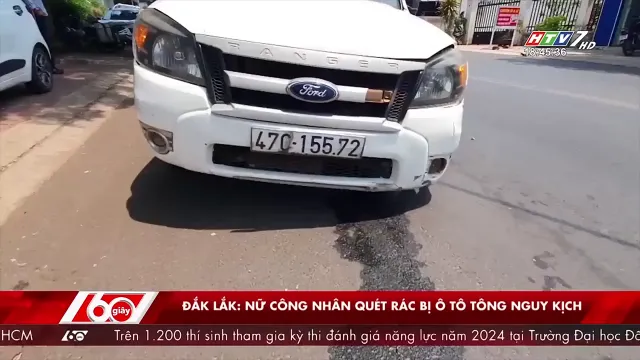 HTV7 HD
18:45:36
RANGER
Ford
47C-155.72
60 giây
ĐẮK LẮK: NỮ CÔNG NHÂN QUÉT RÁC BỊ Ô TÔ TÔNG NGUY KỊCH
HCM
Trên 1.200 thí sinh tham gia kỳ thi đánh giá năng lực năm 2024 tại Trường Đại học Đà